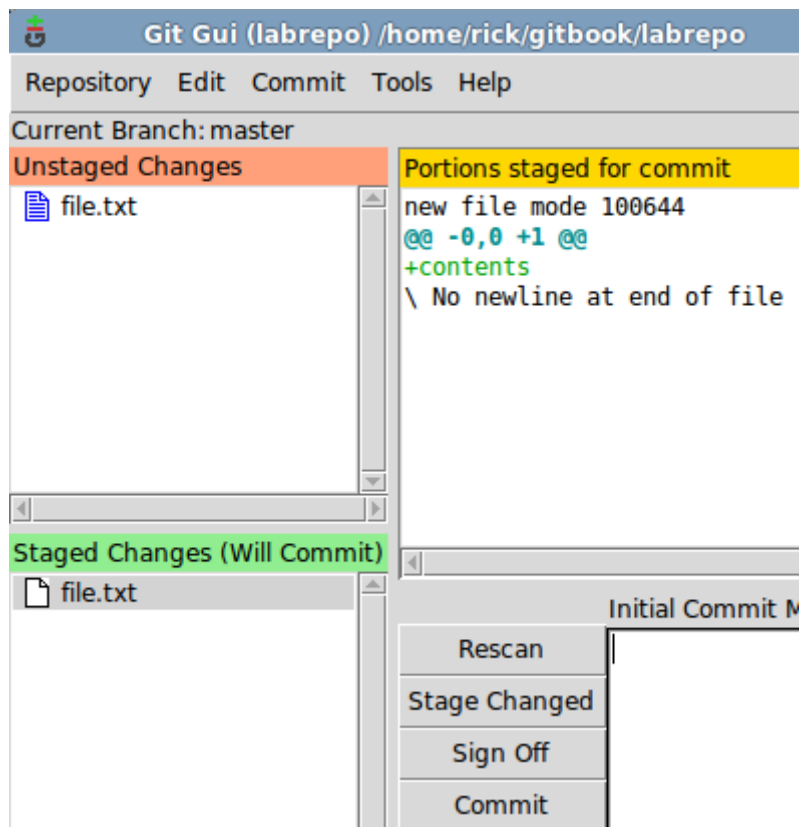 Git Gui (labrepo) /home/rick/gitbook/labrepo
Repository Edit Commit Tools Help
Current Branch: master
Unstaged Changes
file.txt
Portions staged for commit
new file mode 100644
@@ -0,0 +1 @@
+contents
\ No newline at end of file
Staged Changes (Will Commit)
file.txt
Initial Commit M
Rescan
Stage Changed
Sign Off
Commit